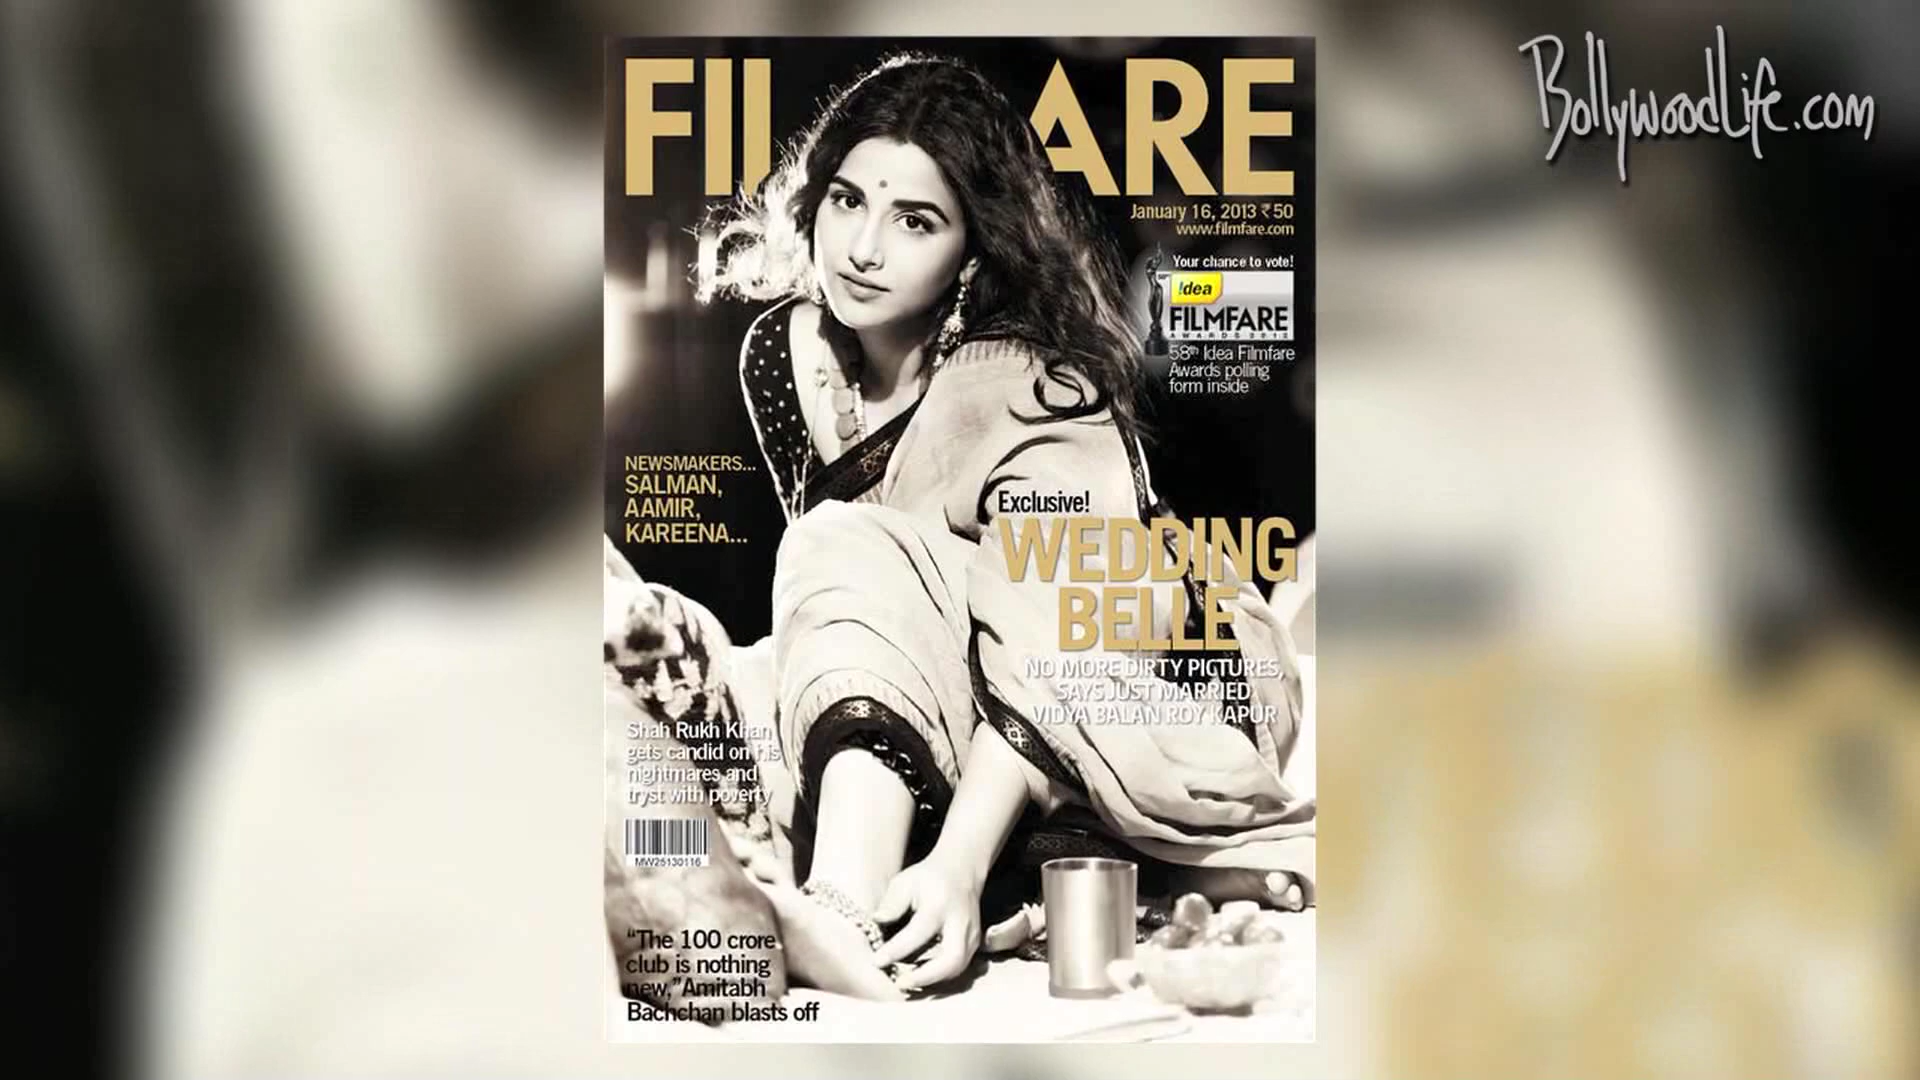 BollywoodLife.com
FILMFARE
January 16, 2013 ₹50
www.filmfare.com
Your chance to vote!
!dea
FILMFARE
AWARDS 2012
58th Idea Filmfare
Awards polling
form inside
NEWSMAKERS...
SALMAN,
AAMIR,
KAREENA...
Exclusive!
WEDDING
BELLE
NO MORE DIRTY PICTURES,
SAYS JUST MARRIED
VIDYA BALAN ROY KAPUR
Shah Rukh Khan
gets candid on his
nightmares and
tryst with poverty
MW25130116
“The 100 crore
club is nothing
new,” Amitabh
Bachchan blasts off